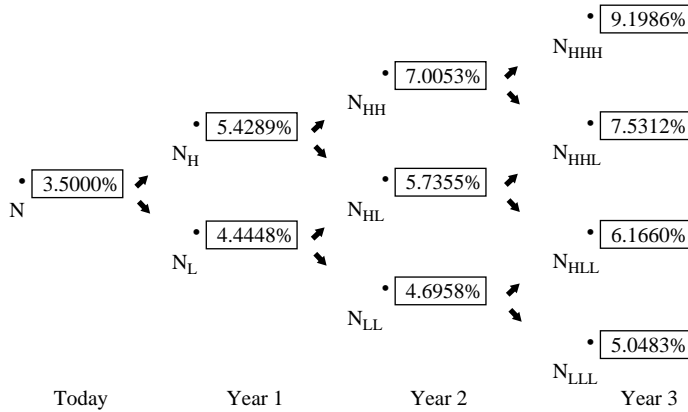 9.1986%
N_HHH
7.0053%
N_HH
5.4289%
7.5312%
N_H
N_HHL
3.5000%
5.7355%
N
N_HL
4.4448%
6.1660%
N_L
N_HLL
4.6958%
N_LL
5.0483%
N_LLL
Today Year 1 Year 2 Year 3